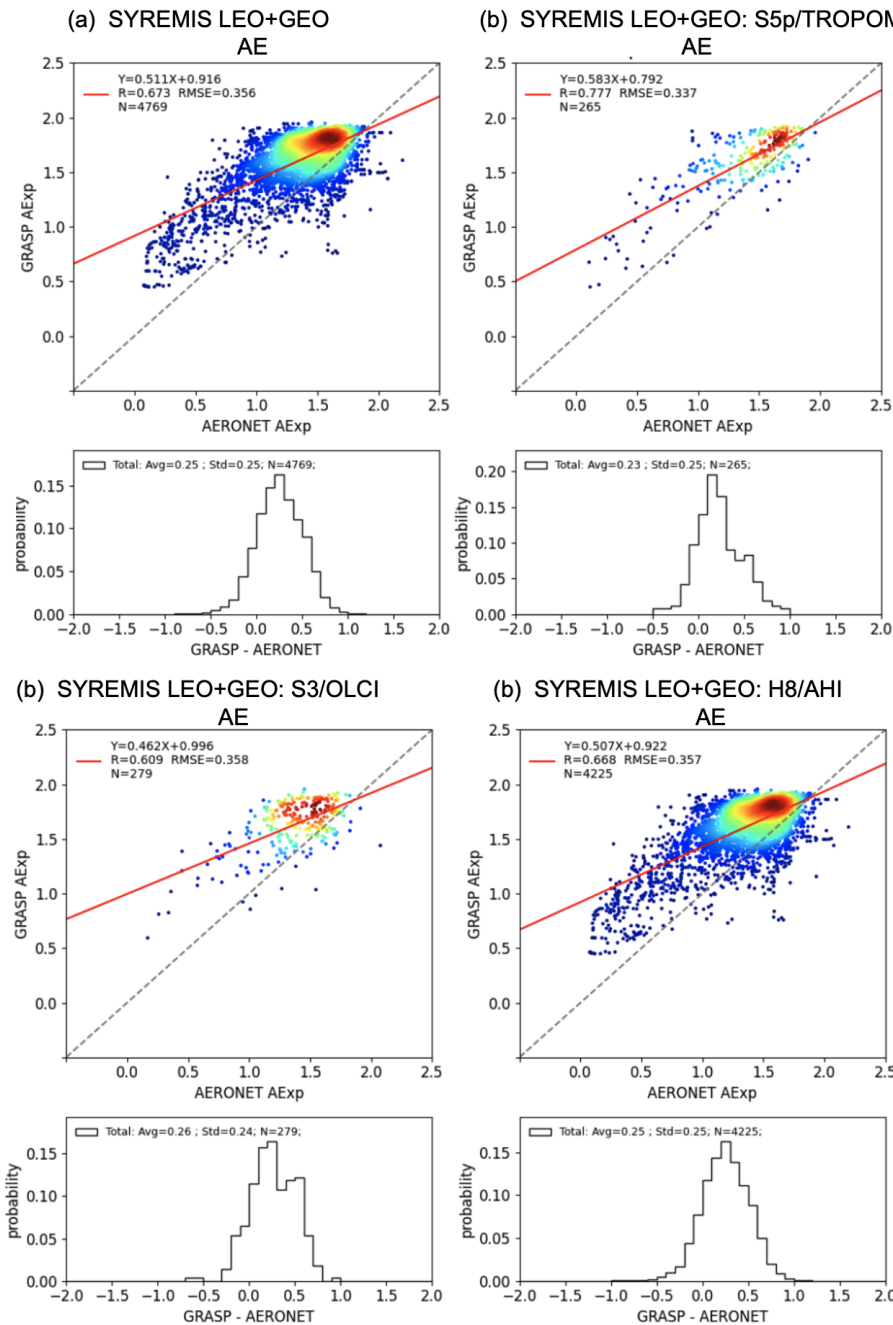 (a) SYREMIS LEO+GEO
AE
Y=0.511X+0.916
R=0.673 RMSE=0.356
N=4769
2.5
2.0
1.5
1.0
0.5
0.0
GRASP AExp
0.0 0.5 1.0 1.5 2.0 2.5
AERONET AExp
Total: Avg=0.25 ; Std=0.25; N=4769;
0.15
0.10
0.05
0.00
probability
−2.0 −1.5 −1.0 −0.5 0.0 0.5 1.0 1.5 2.0
GRASP - AERONET
(b) SYREMIS LEO+GEO: S5p/TROPOM
AE
Y=0.583X+0.792
R=0.777 RMSE=0.337
N=265
2.5
2.0
1.5
1.0
0.5
0.0
GRASP AExp
0.0 0.5 1.0 1.5 2.0 2.5
AERONET AExp
Total: Avg=0.23 ; Std=0.25; N=265;
0.20
0.15
0.10
0.05
0.00
probability
−2.0 −1.5 −1.0 −0.5 0.0 0.5 1.0 1.5 2.0
GRASP - AERONET
(b) SYREMIS LEO+GEO: S3/OLCI
AE
Y=0.462X+0.996
R=0.609 RMSE=0.358
N=279
2.5
2.0
1.5
1.0
0.5
0.0
GRASP AExp
0.0 0.5 1.0 1.5 2.0 2.5
AERONET AExp
Total: Avg=0.26 ; Std=0.24; N=279;
0.15
0.10
0.05
0.00
probability
−2.0 −1.5 −1.0 −0.5 0.0 0.5 1.0 1.5 2.0
GRASP - AERONET
(b) SYREMIS LEO+GEO: H8/AHI
AE
Y=0.507X+0.922
R=0.668 RMSE=0.357
N=4225
2.5
2.0
1.5
1.0
0.5
0.0
GRASP AExp
0.0 0.5 1.0 1.5 2.0 2.5
AERONET AExp
Total: Avg=0.25 ; Std=0.25; N=4225;
0.15
0.10
0.05
0.00
probability
−2.0 −1.5 −1.0 −0.5 0.0 0.5 1.0 1.5 2.0
GRASP - AERONET